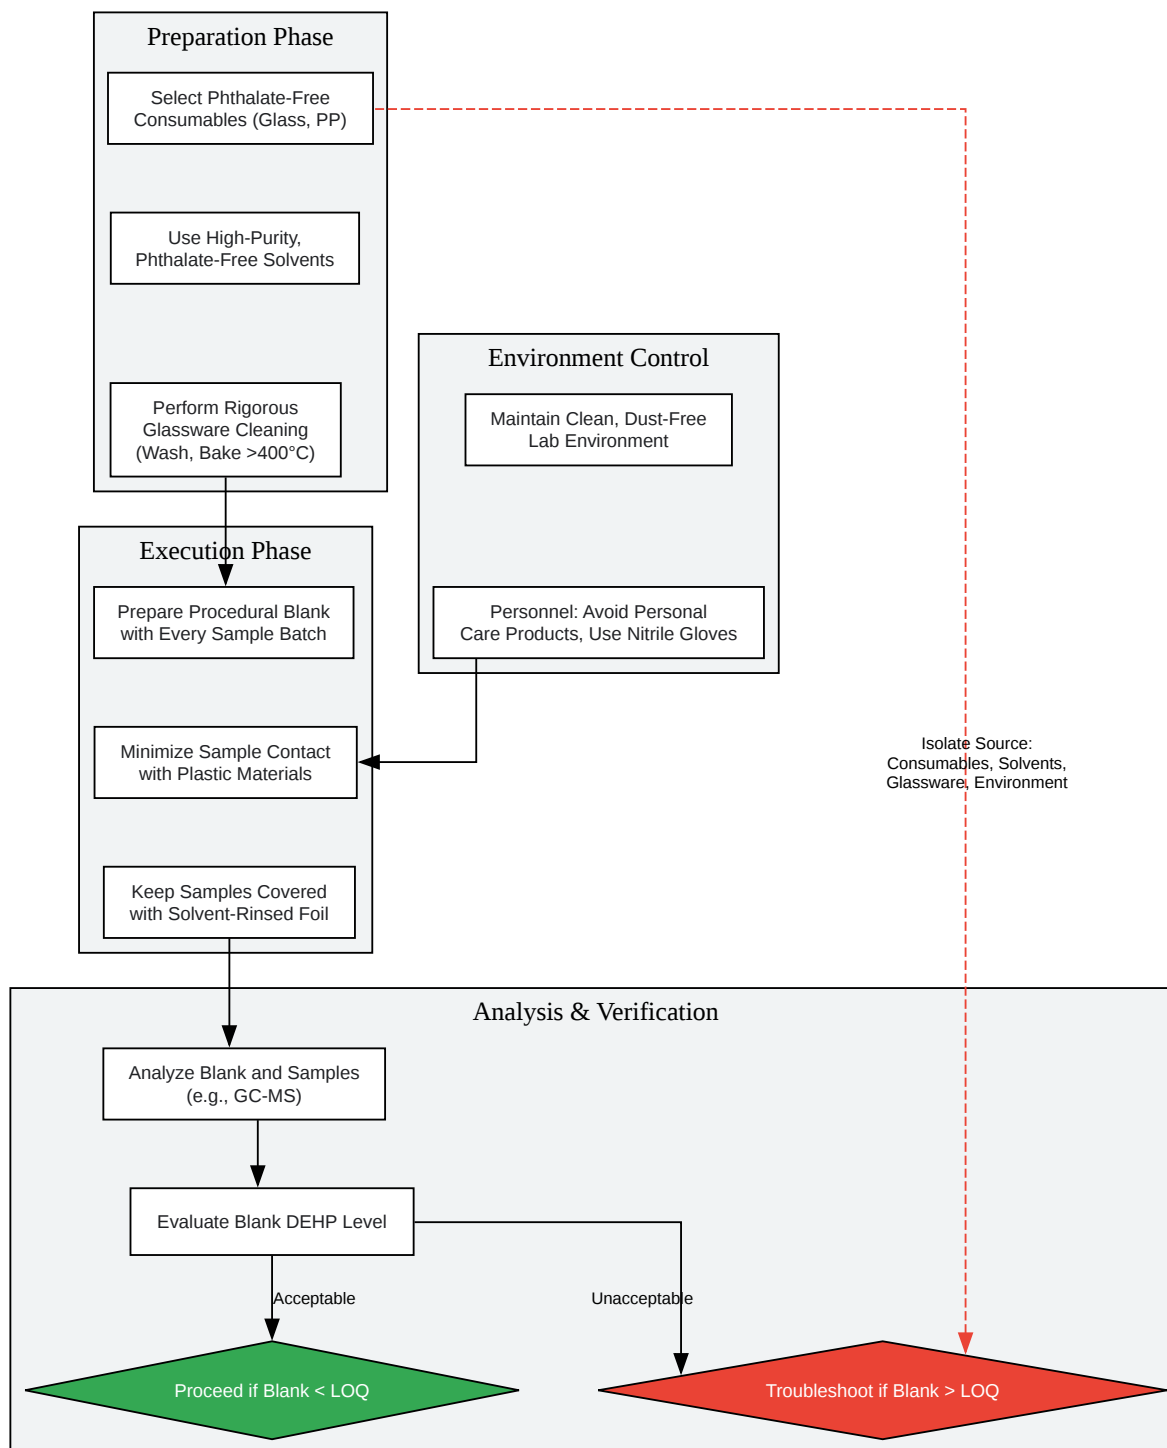 Preparation Phase
Select Phthalate-Free
Consumables (Glass, PP)
Use High-Purity,
Phthalate-Free Solvents
Perform Rigorous
Glassware Cleaning
(Wash, Bake >400°C)
Environment Control
Maintain Clean, Dust-Free
Lab Environment
Personnel: Avoid Personal
Care Products, Use Nitrile Gloves
Execution Phase
Prepare Procedural Blank
with Every Sample Batch
Minimize Sample Contact
with Plastic Materials
Keep Samples Covered
with Solvent-Rinsed Foil
Isolate Source:
Consumables, Solvents,
Glassware, Environment
Analysis & Verification
Analyze Blank and Samples
(e.g., GC-MS)
Evaluate Blank DEHP Level
Acceptable
Unacceptable
Proceed if Blank < LOQ
Troubleshoot if Blank > LOQ